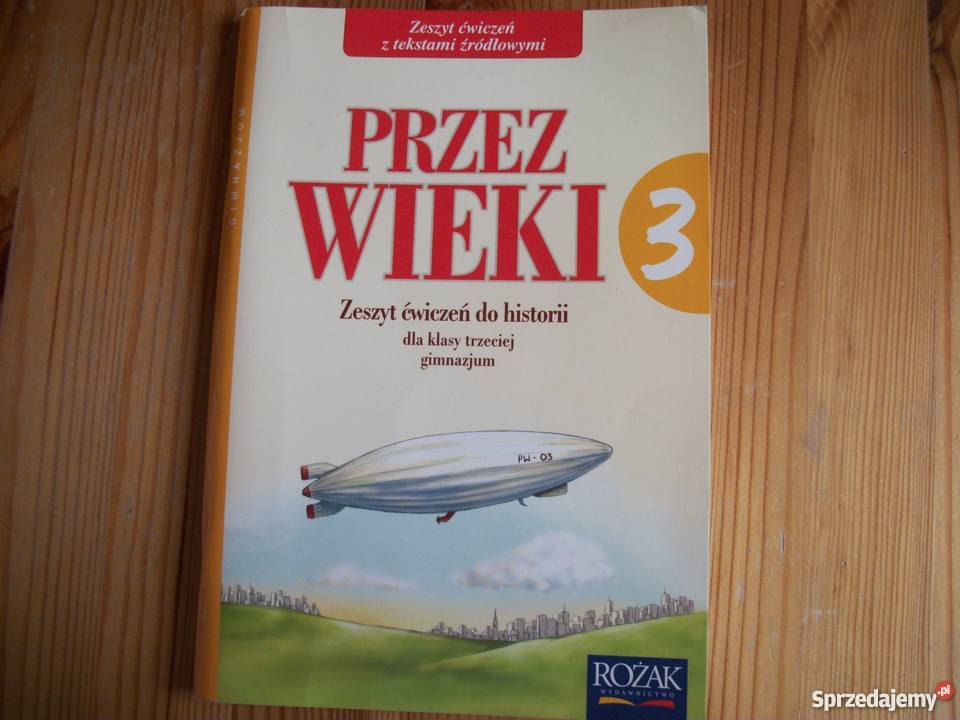 Zeszyt ćwiczeń
z tekstami źródłowymi
GIMNAZJUM
PRZEZ
WIEKI
3
Zeszyt ćwiczeń do historii
dla klasy trzeciej
gimnazjum
PW-03
ROŻAK
WYDAWNICTWO
Sprzedajemy.pl